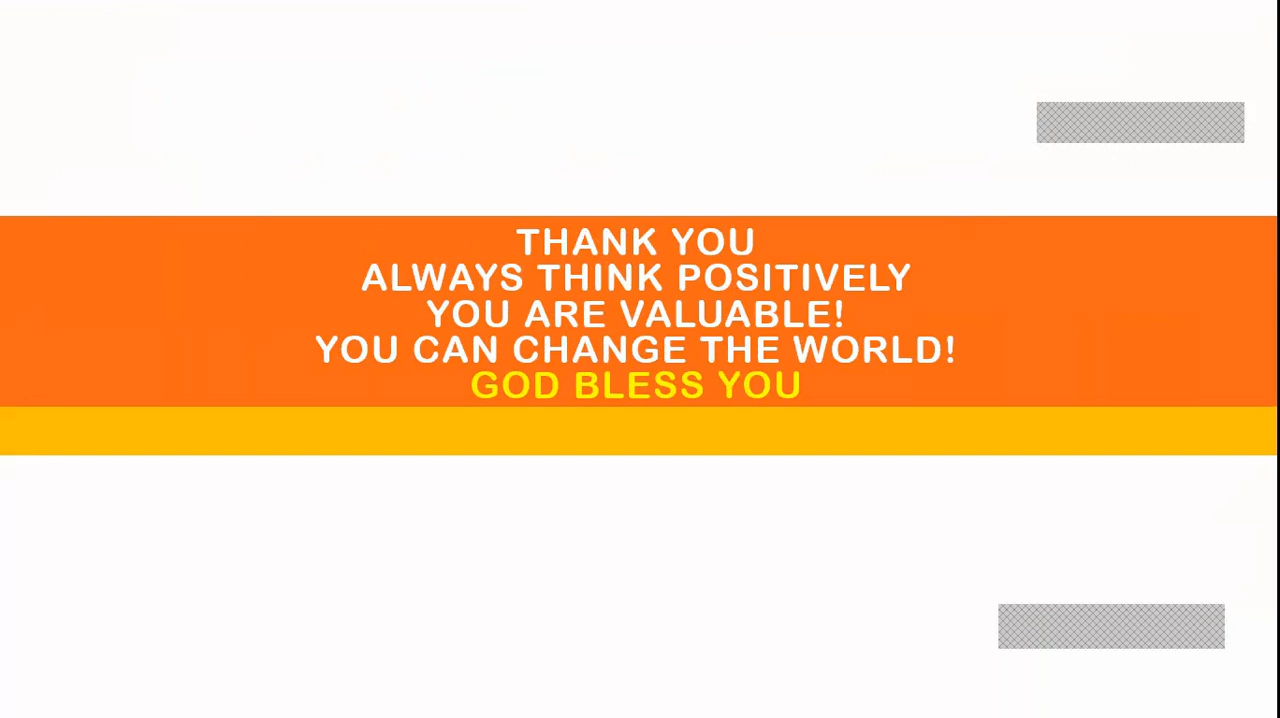 THANK YOU
ALWAYS THINK POSITIVELY
YOU ARE VALUABLE!
YOU CAN CHANGE THE WORLD!
GOD BLESS YOU